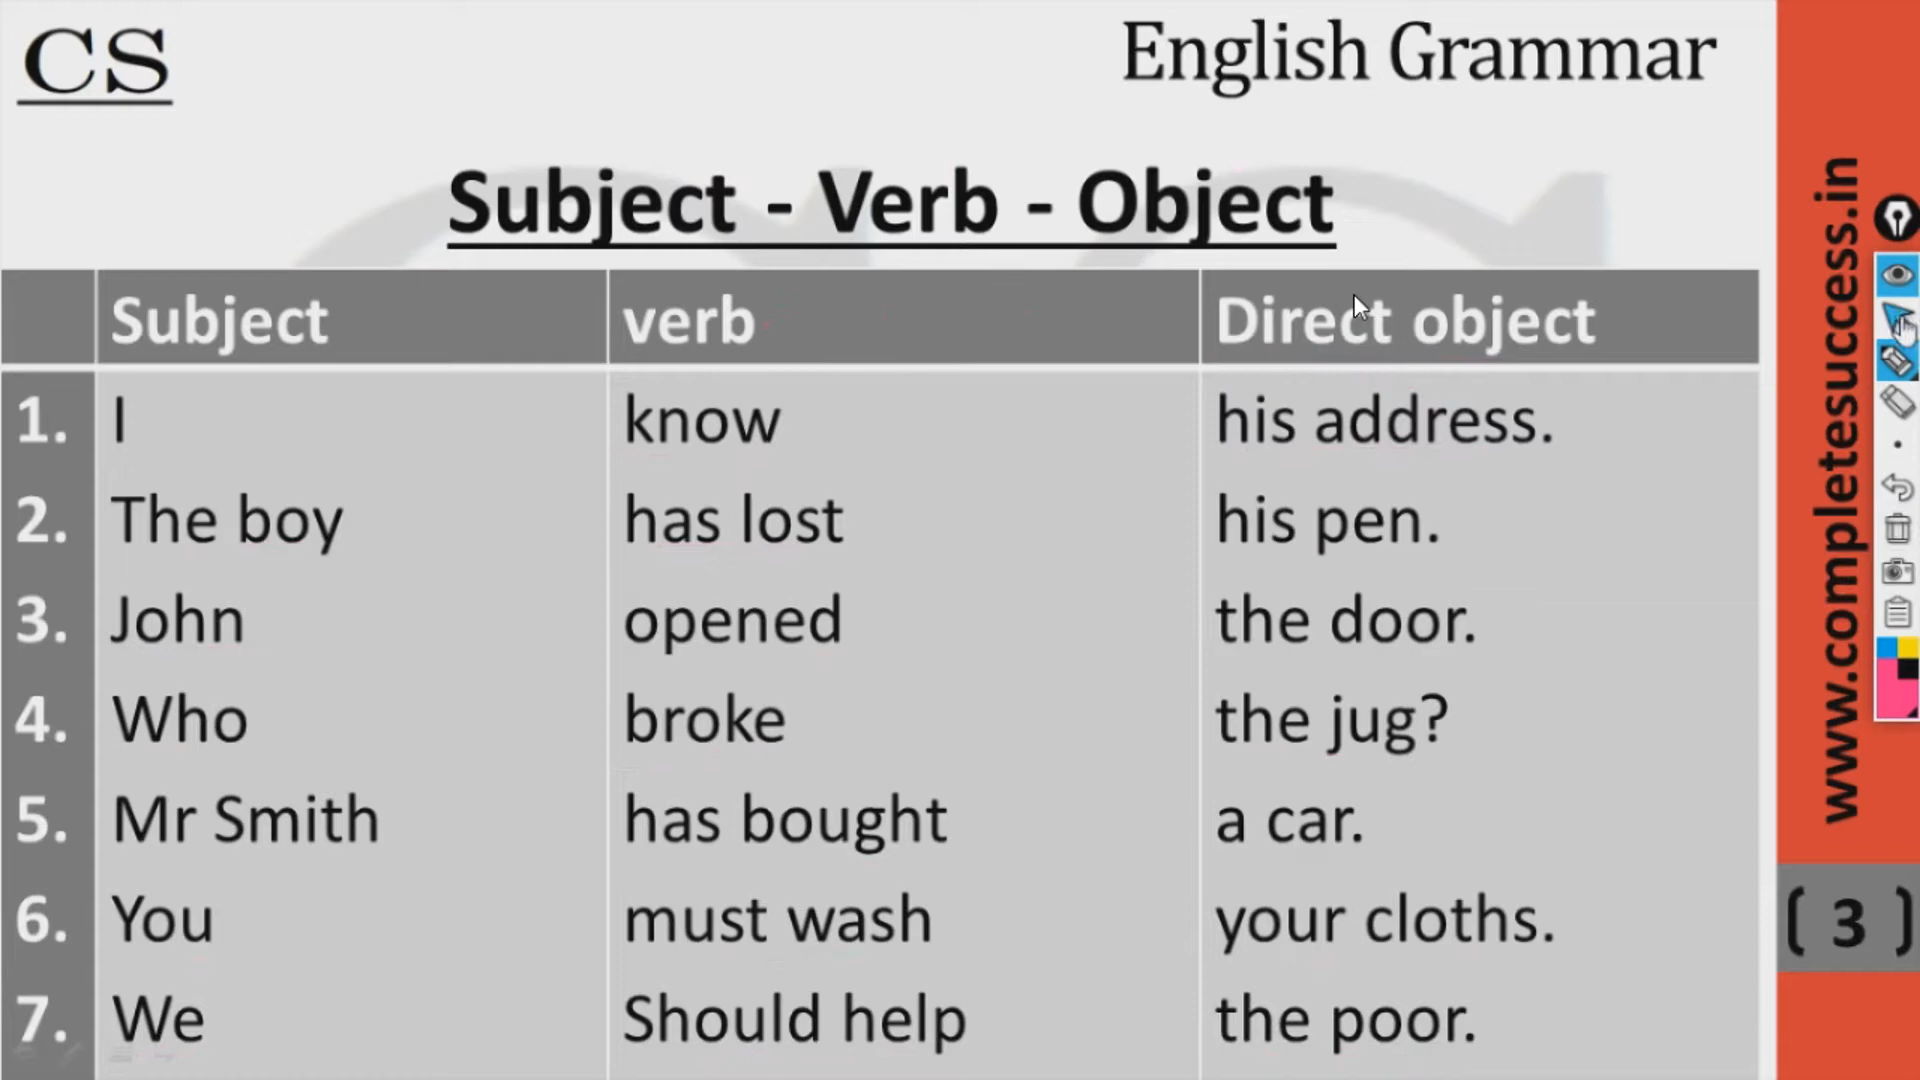 CS
English Grammar
Subject - Verb - Object
Subject verb Direct object
1. I know his address.
2. The boy has lost his pen.
3. John opened the door.
4. Who broke the jug?
5. Mr Smith has bought a car.
6. You must wash your cloths.
7. We Should help the poor.
www.completesuccess.in
( 3 )